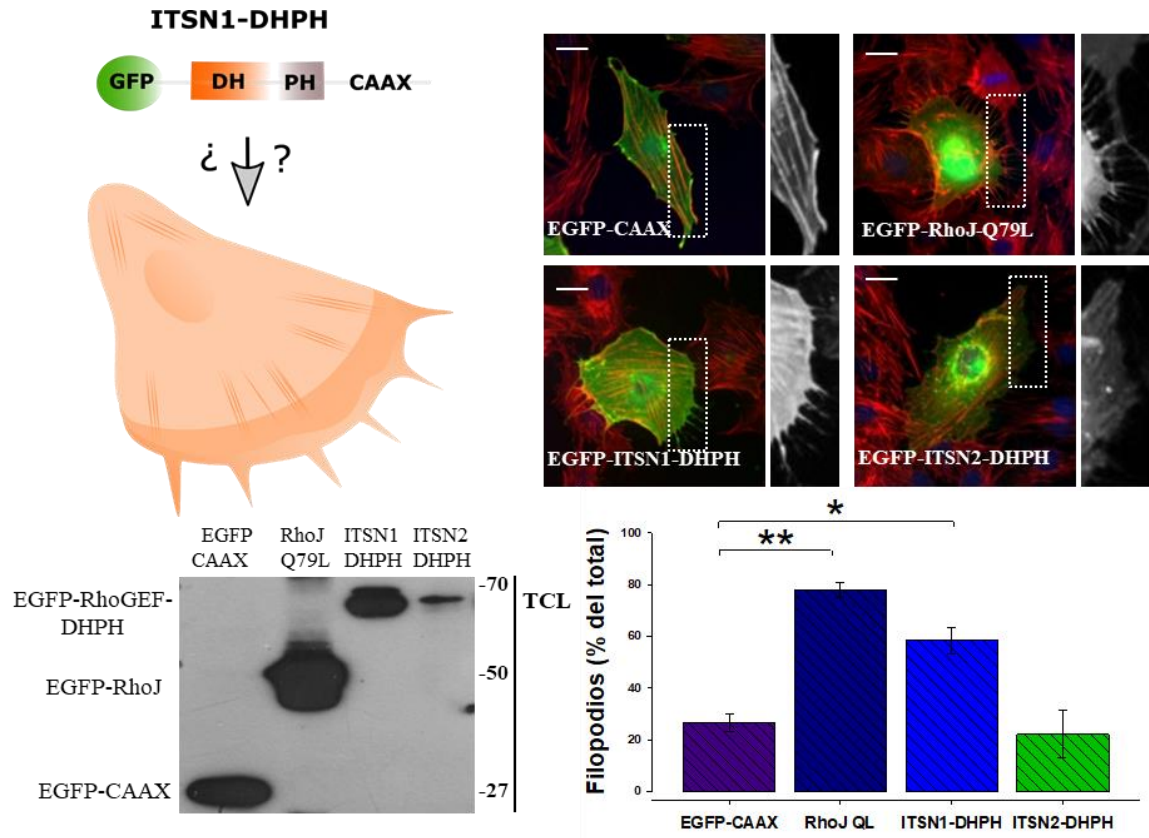 ITSN1-DHPH
GFP
DH
PH
CAAX
¿ ?
EGFP-CAAX
EGFP-RhoJ-Q79L
EGFP-ITSN1-DHPH
EGFP-ITSN2-DHPH
EGFP RhoJ ITSN1 ITSN2
CAAX Q79L DHPH DHPH
EGFP-RhoGEF-
DHPH
EGFP-RhoJ
EGFP-CAAX
-70
-50
-27
TCL
*
**
Filopodios (% del total)
100
80
60
40
20
0
EGFP-CAAX RhoJ QL ITSN1-DHPH ITSN2-DHPH